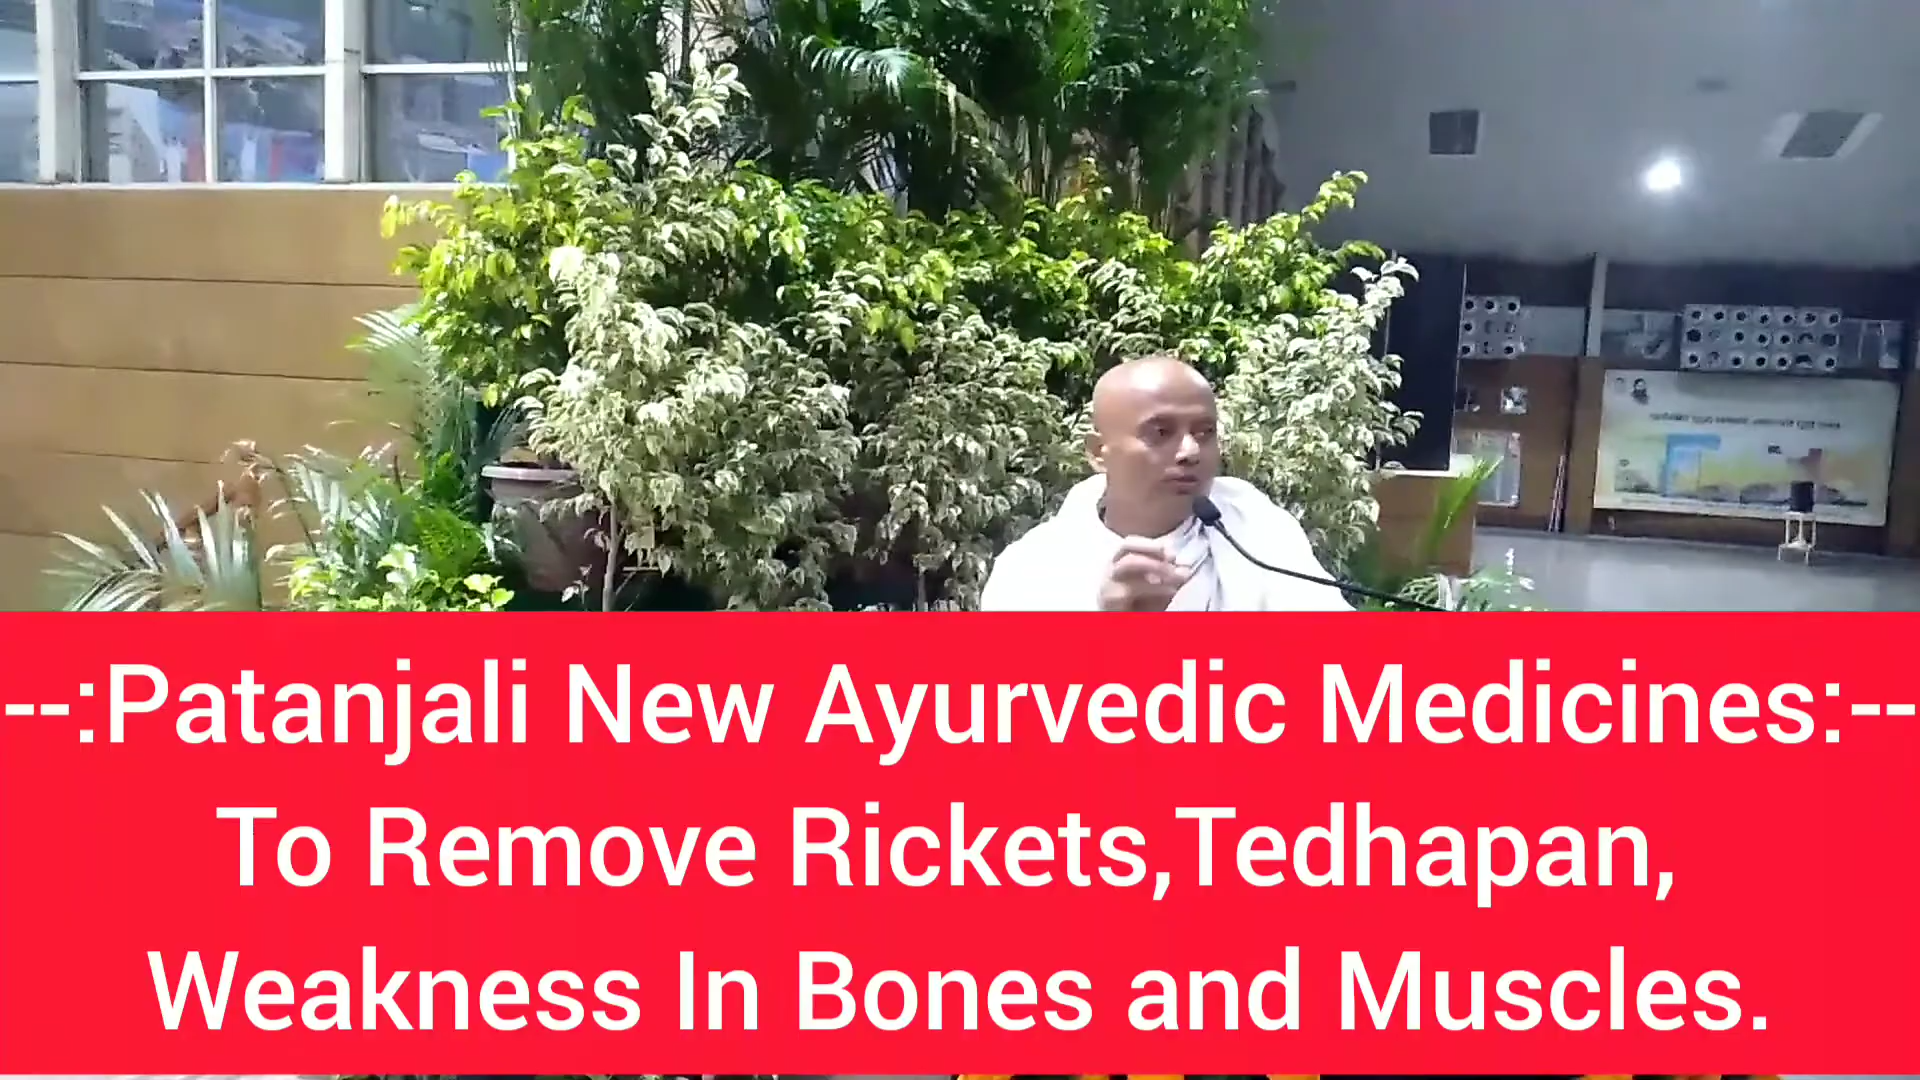 --:Patanjali New Ayurvedic Medicines:--
To Remove Rickets,Tedhapan,
Weakness In Bones and Muscles.